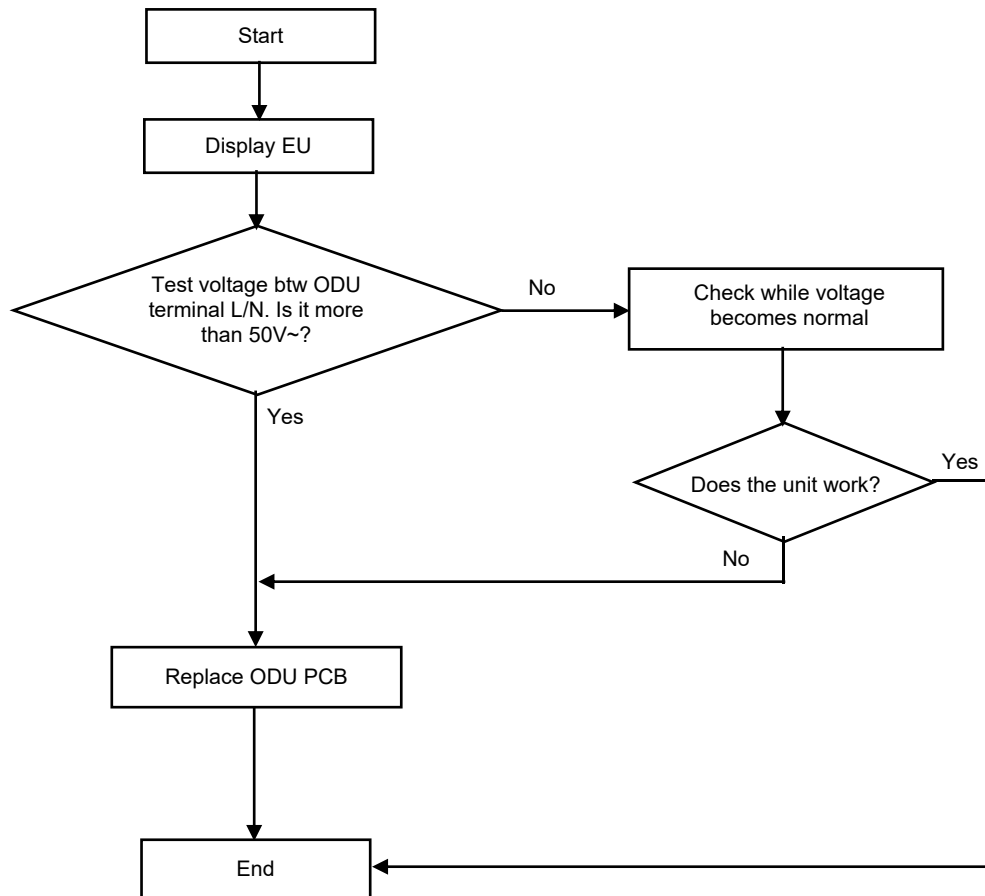 Start
Display EU
Test voltage btw ODU
terminal L/N. Is it more
than 50V~?
No
Check while voltage
becomes normal
Yes
Does the unit work?
Yes
No
Replace ODU PCB
End